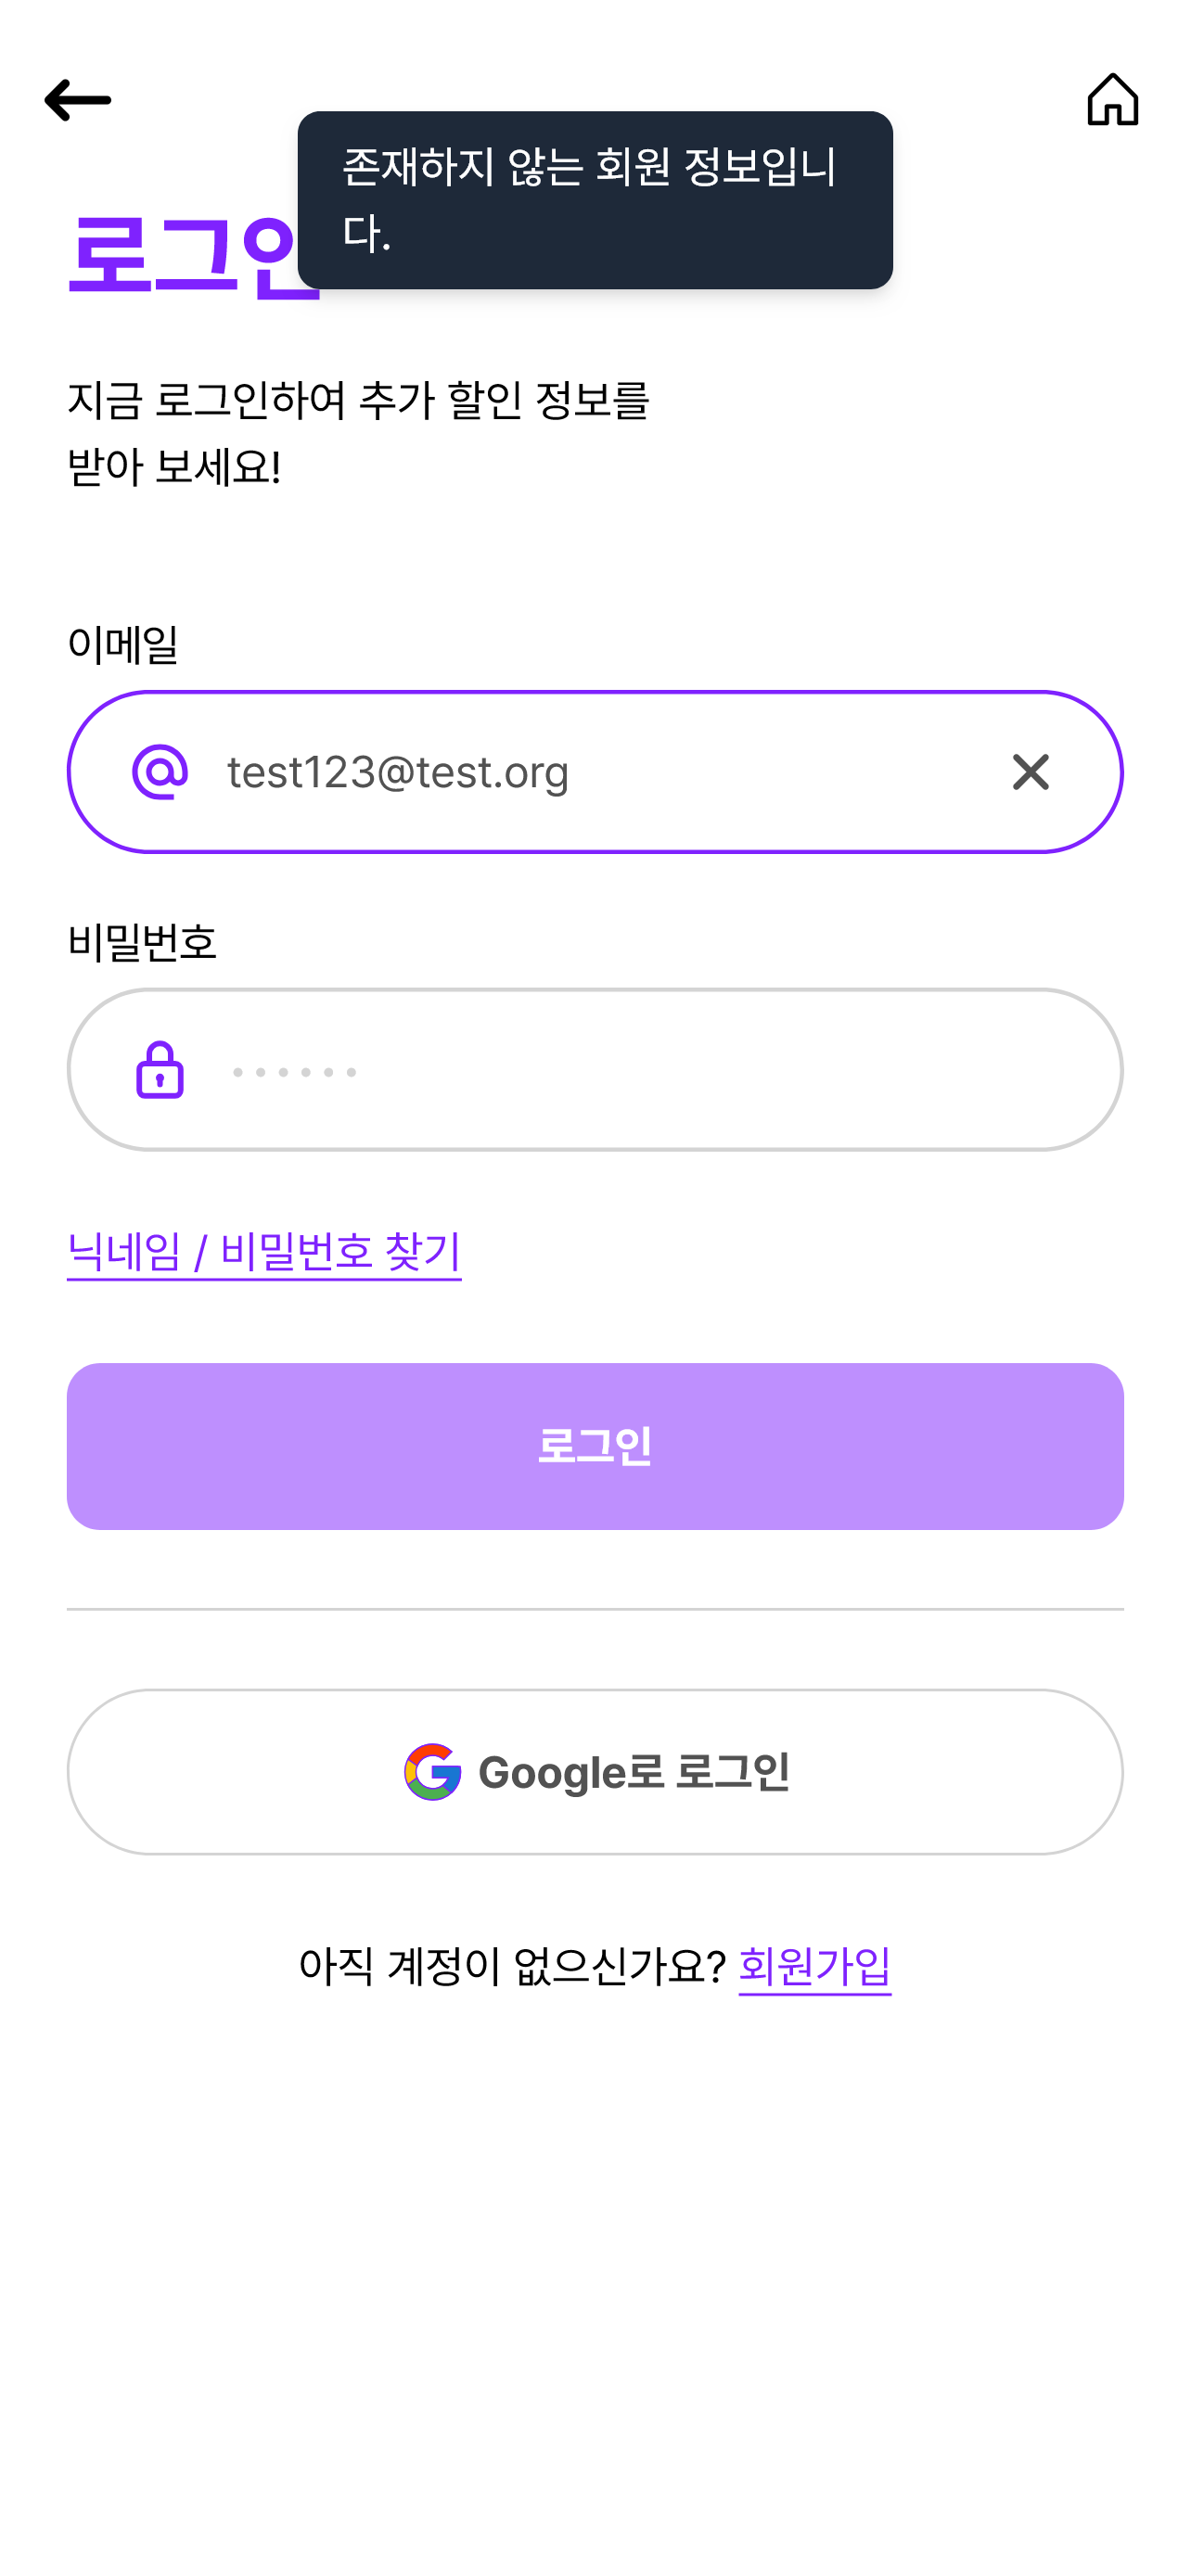 존재하지 않는 회원 정보입니
다.
로그인
지금 로그인하여 추가 할인 정보를
받아 보세요!
이메일
test123@test.org
비밀번호
닉네임 / 비밀번호 찾기
로그인
Google로 로그인
아직 계정이 없으신가요? 회원가입